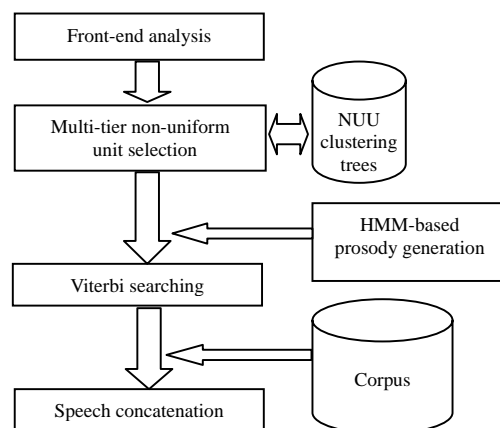 Front-end analysis
Multi-tier non-uniform
unit selection
NUU
clustering
trees
HMM-based
prosody generation
Viterbi searching
Corpus
Speech concatenation